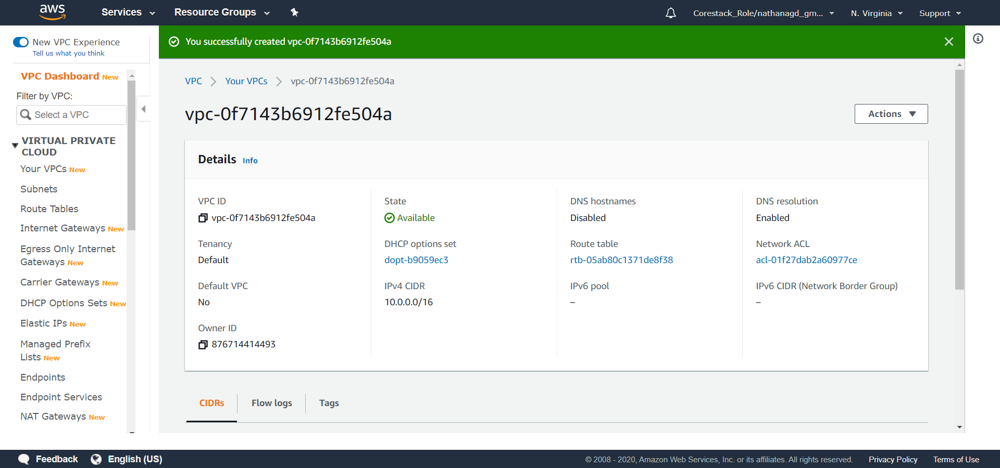 aws Services Resource Groups Corestack_Role/nathanagd_gm... N. Virginia Support
New VPC Experience
Tell us what you think
You successfully created vpc-0f7143b6912fe504a
VPC Dashboard New
Filter by VPC:
Select a VPC
VIRTUAL PRIVATE
CLOUD
Your VPCs New
Subnets
Route Tables
Internet Gateways New
Egress Only Internet
Gateways New
Carrier Gateways New
DHCP Options Sets New
Elastic IPs New
Managed Prefix
Lists New
Endpoints
Endpoint Services
NAT Gateways New
VPC Your VPCs vpc-0f7143b6912fe504a
vpc-0f7143b6912fe504a
Actions
Details Info
VPC ID
vpc-0f7143b6912fe504a
State
Available
DNS hostnames
Disabled
DNS resolution
Enabled
Tenancy
Default
DHCP options set
dopt-b9059ec3
Route table
rtb-05ab80c1371de8f38
Network ACL
acl-01f27dab2a60977ce
Default VPC
No
IPv4 CIDR
10.0.0.0/16
IPv6 pool
–
IPv6 CIDR (Network Border Group)
–
Owner ID
876714414493
CIDRs Flow logs Tags
Feedback English (US) © 2008 - 2020, Amazon Web Services, Inc. or its affiliates. All rights reserved. Privacy Policy Terms of Use